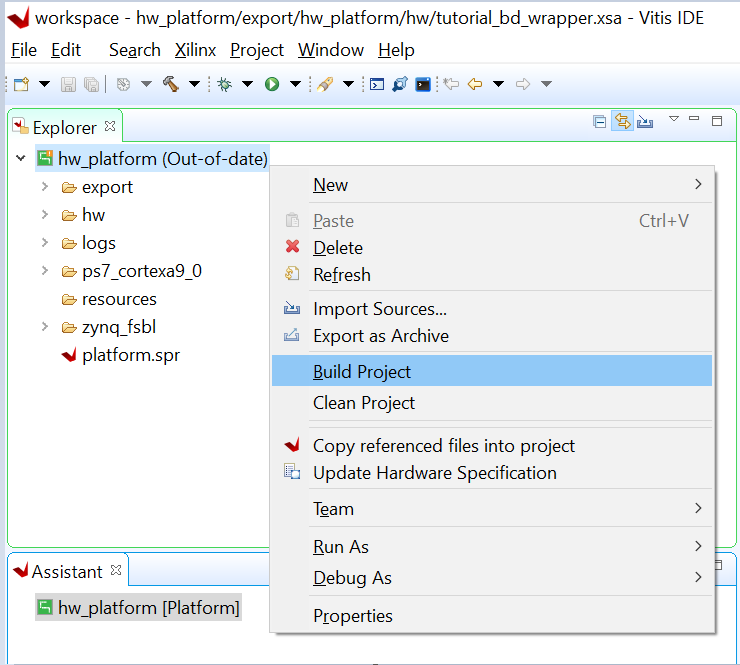 workspace - hw_platform/export/hw_platform/hw/tutorial_bd_wrapper.xsa - Vitis IDE
File Edit Search Xilinx Project Window Help
Explorer
hw_platform (Out-of-date)
export
hw
logs
ps7_cortexa9_0
resources
zynq_fsbl
platform.spr
New
Paste Ctrl+V
Delete
Refresh
Import Sources...
Export as Archive
Build Project
Clean Project
Copy referenced files into project
Update Hardware Specification
Team
Run As
Debug As
Properties
Assistant
hw_platform [Platform]